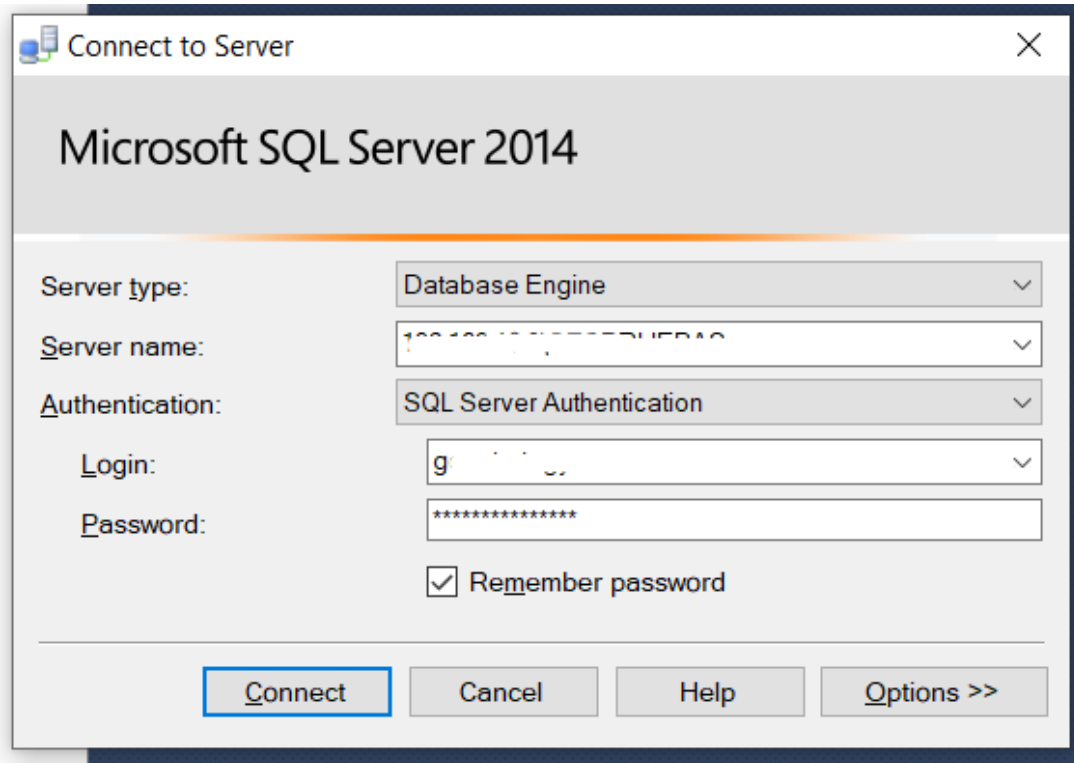 Connect to Server
Microsoft SQL Server 2014
Server type: Database Engine
Server name:
Authentication: SQL Server Authentication
Login:
Password: ***************
Remember password
Connect Cancel Help Options >>